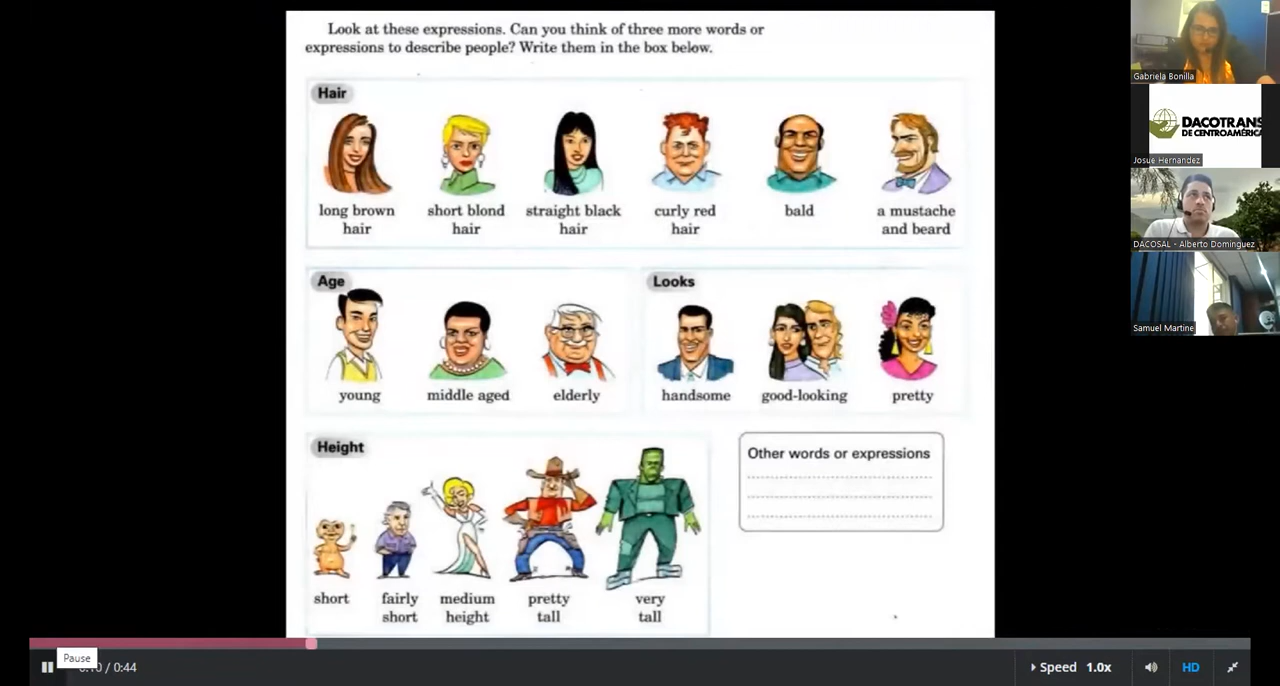 Look at these expressions. Can you think of three more words or
expressions to describe people? Write them in the box below.
Hair
long brown
hair
short blond
hair
straight black
hair
curly red
hair
bald
a mustache
and beard
Age
young
middle aged
elderly
Looks
handsome
good-looking
pretty
Height
short
fairly
short
medium
height
pretty
tall
very
tall
Other words or expressions
Gabriela Bonilla
DACOTRANS
DE CENTROAMÉRICA
Josue Hernandez
DACOSAL - Alberto Dominguez
Samuel Martine
Pause
/ 0:44
Speed 1.0x
HD